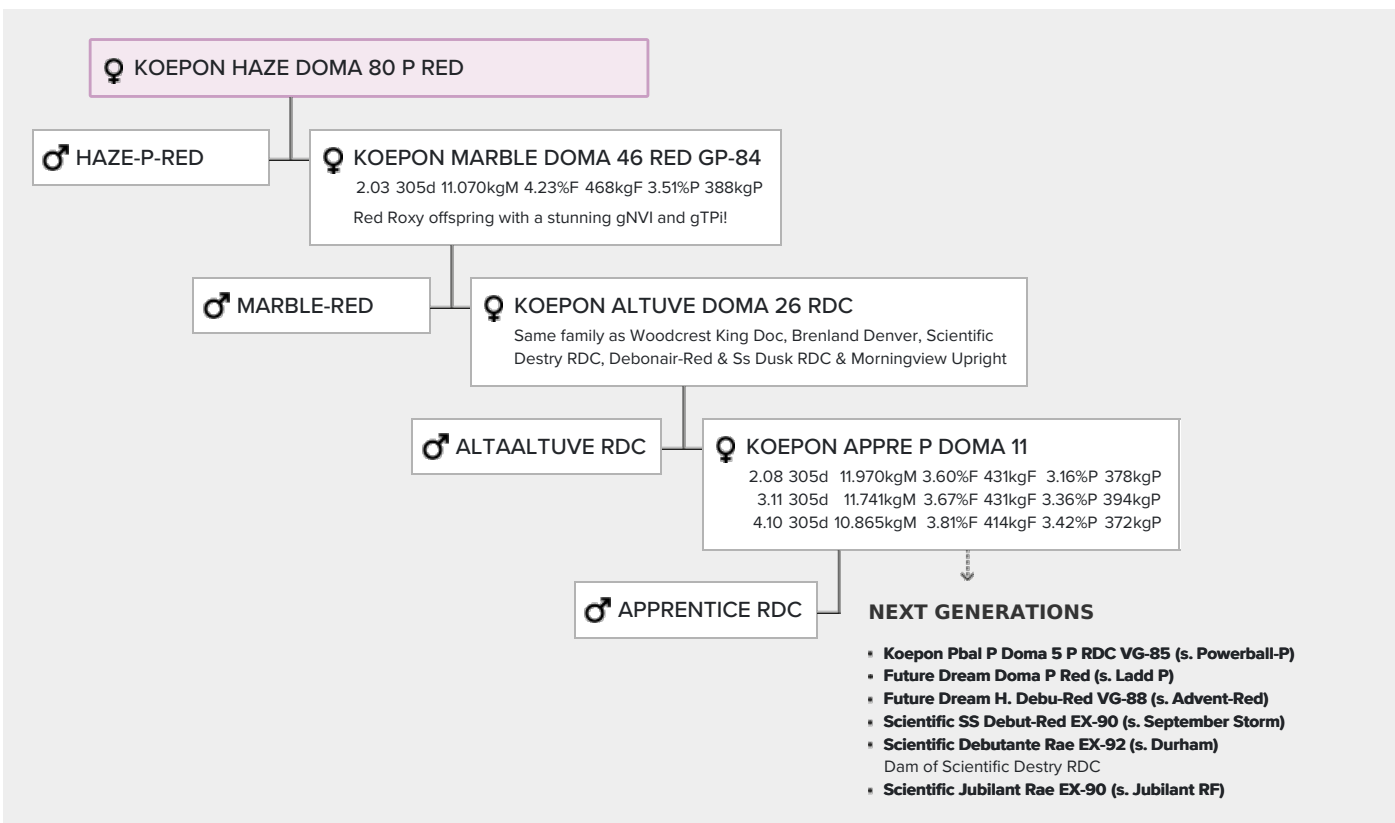 KOEPON HAZE DOMA 80 P RED
HAZE-P-RED
KOEPON MARBLE DOMA 46 RED GP-84
2.03 305d 11.070kgM 4.23%F 468kgF 3.51%P 388kgP
Red Roxy offspring with a stunning gNVI and gTPi!
MARBLE-RED
KOEPON ALTUVE DOMA 26 RDC
Same family as Woodcrest King Doc, Brenland Denver, Scientific
Destry RDC, Debonair-Red & Ss Dusk RDC & Morningview Upright
ALTAALTUVE RDC
KOEPON APPRE P DOMA 11
2.08 305d 11.970kgM 3.60%F 431kgF 3.16%P 378kgP
3.11 305d 11.741kgM 3.67%F 431kgF 3.36%P 394kgP
4.10 305d 10.865kgM 3.81%F 414kgF 3.42%P 372kgP
APPRENTICE RDC
NEXT GENERATIONS
▪ Koepon Pbal P Doma 5 P RDC VG-85 (s. Powerball-P)
▪ Future Dream Doma P Red (s. Ladd P)
▪ Future Dream H. Debu-Red VG-88 (s. Advent-Red)
▪ Scientific SS Debut-Red EX-90 (s. September Storm)
▪ Scientific Debutante Rae EX-92 (s. Durham)
Dam of Scientific Destry RDC
▪ Scientific Jubilant Rae EX-90 (s. Jubilant RF)